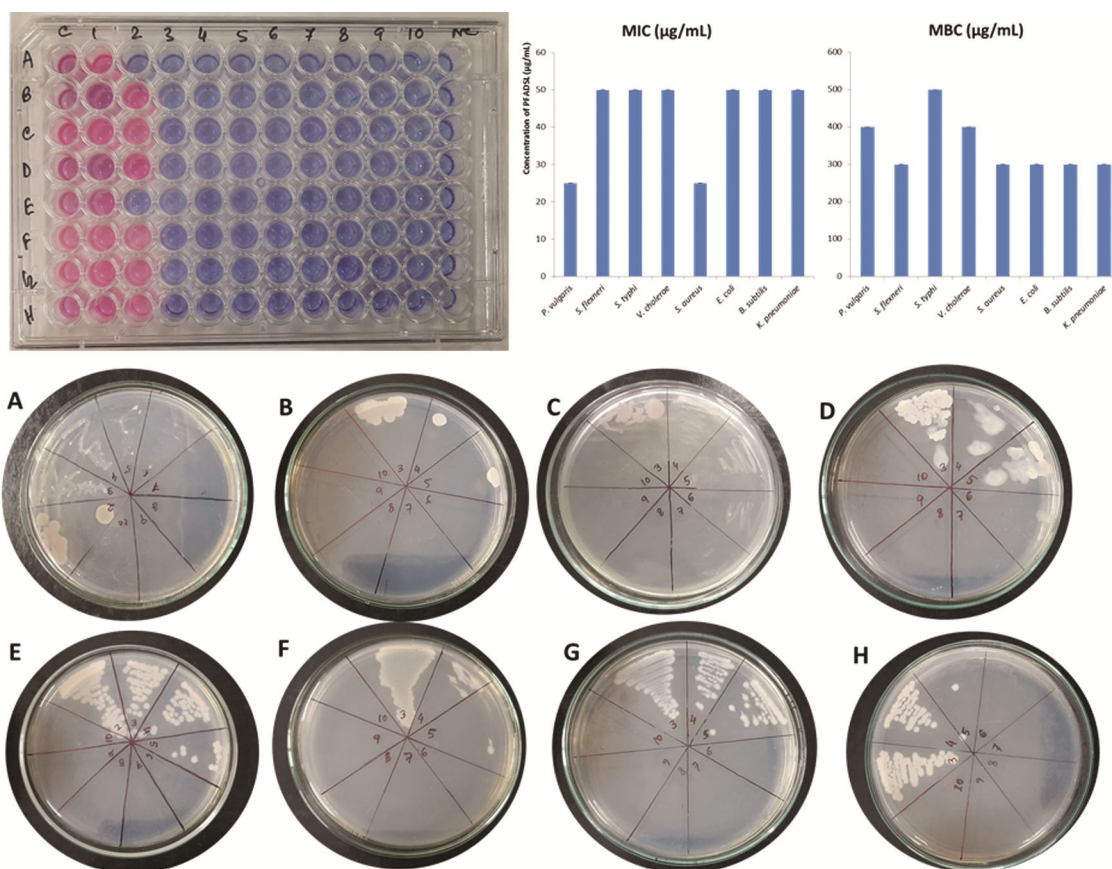 C 1 2 3 4 5 6 7 8 9 10 NC
A
B
C
D
E
F
G
H
MIC (µg/mL)
Concentration of PFADSL (µg/mL)
60
50
40
30
20
10
0
P. vulgaris
S. flexneri
S. typhi
V. cholerae
S. aureus
E. coli
B. subtilis
K. pneumoniae
MBC (µg/mL)
600
500
400
300
200
100
0
P. vulgaris
S. flexneri
S. typhi
V. cholerae
S. aureus
E. coli
B. subtilis
K. pneumoniae
A
B
3 4 5 7 8 9 10
C
3 4 5 6 7 8 9 10
D
3 4 5 6 7 8 9 10
E
F
3 4 5 6 7 8 9 10
G
3 4 5 6 7 8 9 10
H
3 4 5 6 7 8 9 10